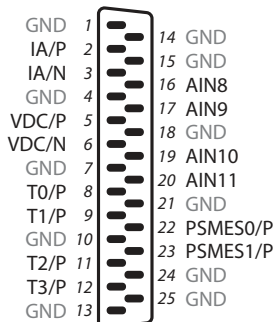 GND 1
IA/P 2
IA/N 3
GND 4
VDC/P 5
VDC/N 6
GND 7
T0/P 8
T1/P 9
GND 10
T2/P 11
T3/P 12
GND 13
14 GND
15 GND
16 AIN8
17 AIN9
18 GND
19 AIN10
20 AIN11
21 GND
22 PSMES0/P
23 PSMES1/P
24 GND
25 GND